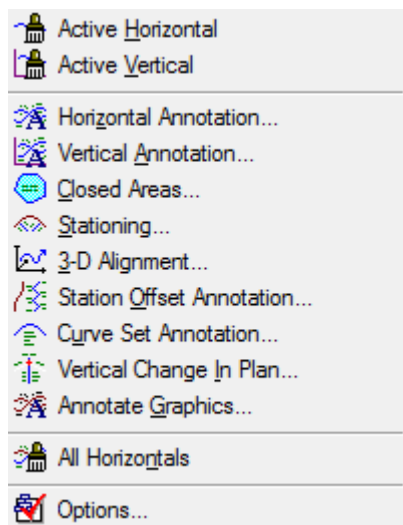 Active Horizontal
Active Vertical
Horizontal Annotation...
Vertical Annotation...
Closed Areas...
Stationing...
3-D Alignment...
Station Offset Annotation...
Curve Set Annotation...
Vertical Change In Plan...
Annotate Graphics...
All Horizontals
Options...